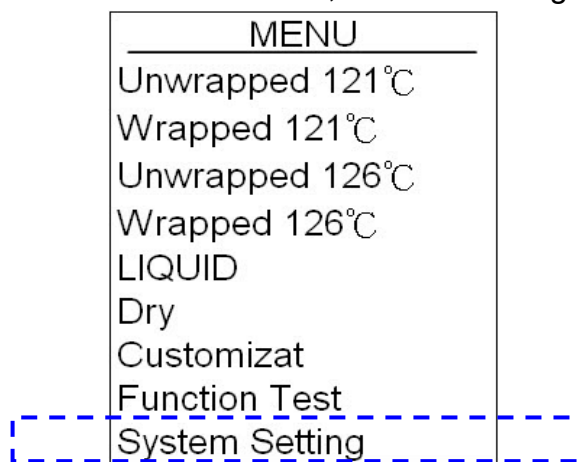 MENU
Unwrapped 121℃
Wrapped 121℃
Unwrapped 126℃
Wrapped 126℃
LIQUID
Dry
Customizat
Function Test
System Setting